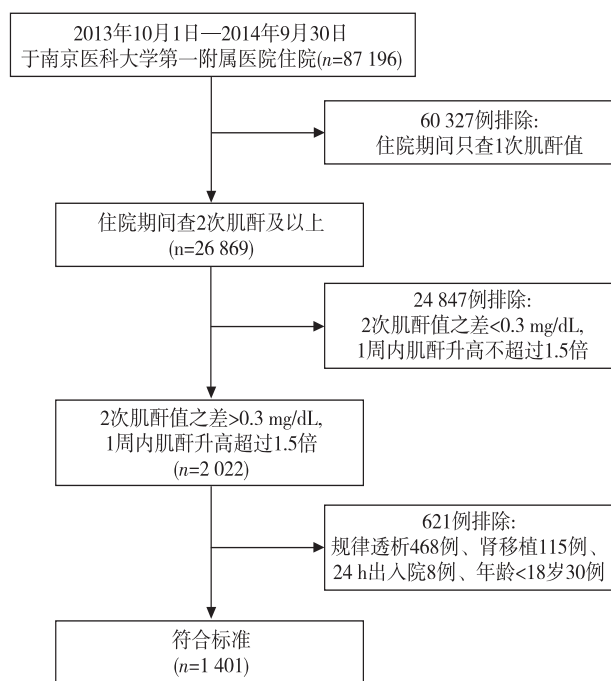 2013年10月1日—2014年9月30日
于南京医科大学第一附属医院住院(n=87 196)
60 327例排除:
住院期间只查1次肌酐值
住院期间查2次肌酐及以上
(n=26 869)
24 847例排除:
2次肌酐值之差<0.3 mg/dL,
1周内肌酐升高不超过1.5倍
2次肌酐值之差>0.3 mg/dL,
1周内肌酐升高超过1.5倍
(n=2 022)
621例排除:
规律透析468例、肾移植115例、
24 h出入院8例、年龄<18岁30例
符合标准
(n=1 401)